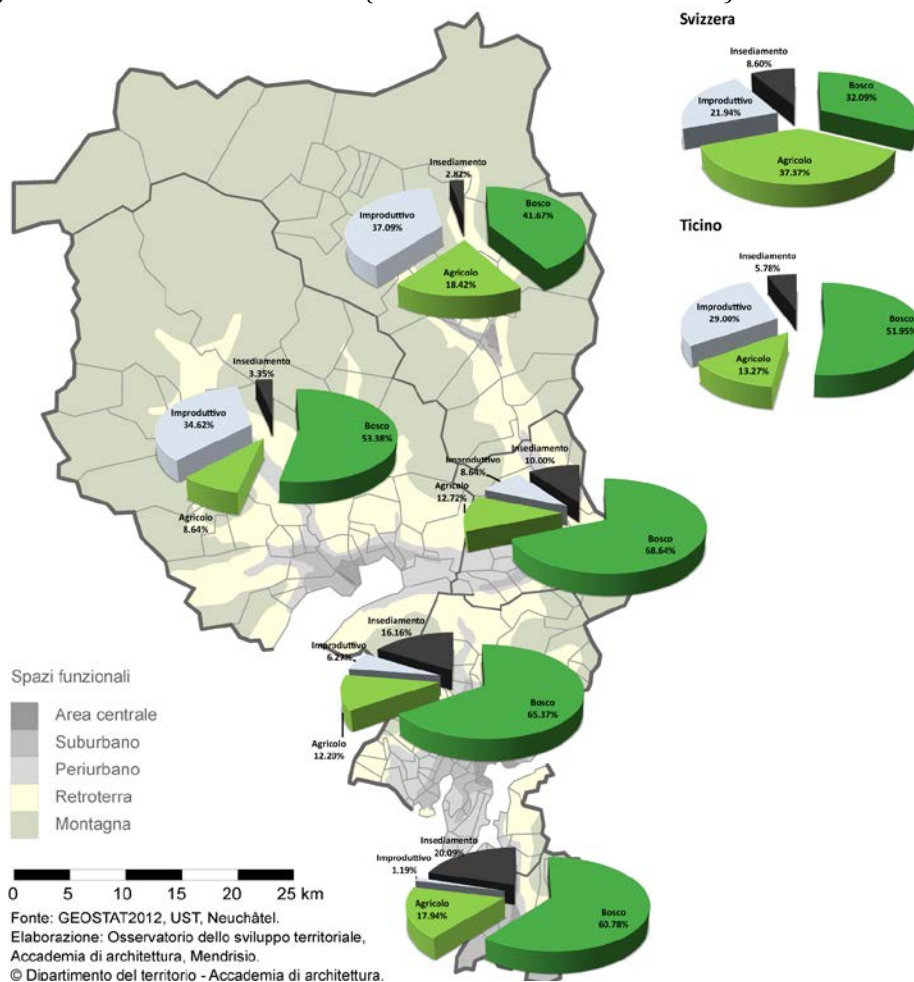 Svizzera
Insediamento
8.60%
Bosco
32.09%
Improduttivo
21.94%
Agricolo
37.37%
Ticino
Insediamento
5.78%
Improduttivo
29.00%
Bosco
51.95%
Agricolo
13.27%
Insediamento
2.82%
Improduttivo
37.09%
Bosco
41.67%
Agricolo
18.42%
Insediamento
3.35%
Improduttivo
34.62%
Bosco
53.38%
Agricolo
8.64%
Insediamento
10.00%
Improduttivo
8.64%
Agricolo
12.72%
Bosco
68.64%
Insediamento
16.16%
Improduttivo
6.27%
Bosco
65.37%
Agricolo
12.20%
Insediamento
20.09%
Improduttivo
1.19%
Agricolo
17.94%
Bosco
60.78%
Spazi funzionali
Area centrale
Suburbano
Periurbano
Retroterra
Montagna
0 5 10 15 20 25 km
Fonte: GEOSTAT2012, UST, Neuchâtel.
Elaborazione: Osservatorio dello sviluppo territoriale,
Accademia di architettura, Mendrisio.
© Dipartimento del territorio - Accademia di architettura.